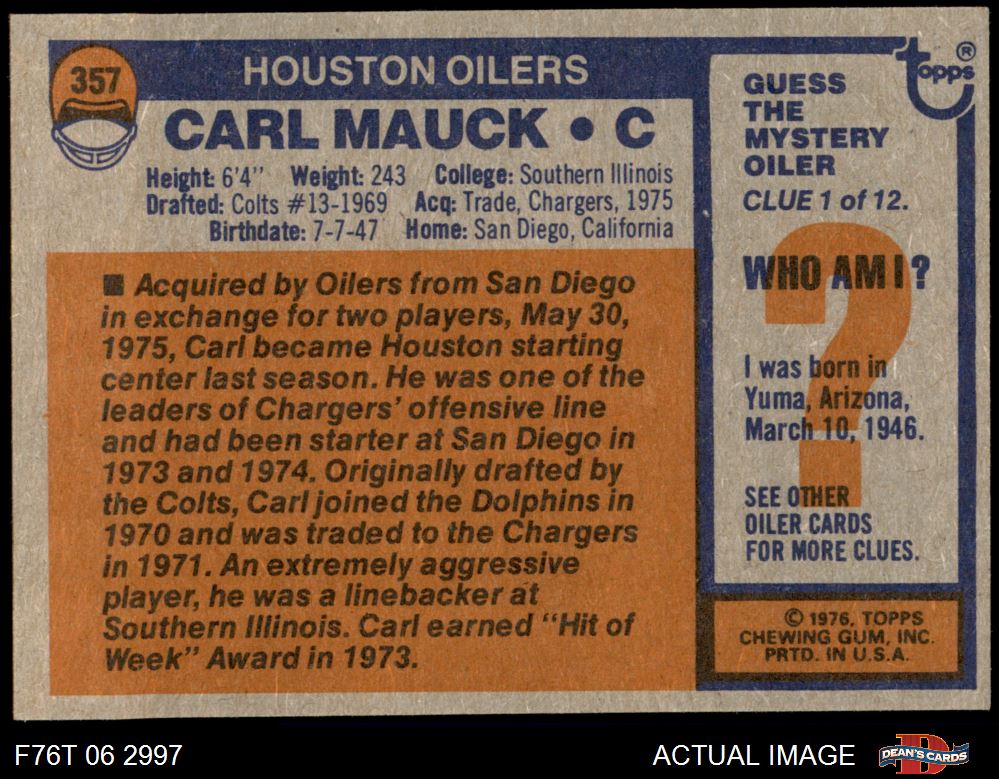 357
HOUSTON OILERS
CARL MAUCK • C
Height: 6'4" Weight: 243 College: Southern Illinois
Drafted: Colts #13-1969 Acq: Trade, Chargers, 1975
Birthdate: 7-7-47 Home: San Diego, California
■ Acquired by Oilers from San Diego
in exchange for two players, May 30,
1975, Carl became Houston starting
center last season. He was one of the
leaders of Chargers' offensive line
and had been starter at San Diego in
1973 and 1974. Originally drafted by
the Colts, Carl joined the Dolphins in
1970 and was traded to the Chargers
in 1971. An extremely aggressive
player, he was a linebacker at
Southern Illinois. Carl earned "Hit of
Week" Award in 1973.
topps ®
GUESS
THE
MYSTERY
OILER
CLUE 1 of 12.
WHO AM I?
?
I was born in
Yuma, Arizona,
March 10, 1946.
SEE OTHER
OILER CARDS
FOR MORE CLUES.
© 1976, TOPPS
CHEWING GUM, INC.
PRTD. IN U.S.A.
F76T 06 2997
ACTUAL IMAGE
D
DEAN'S CARDS